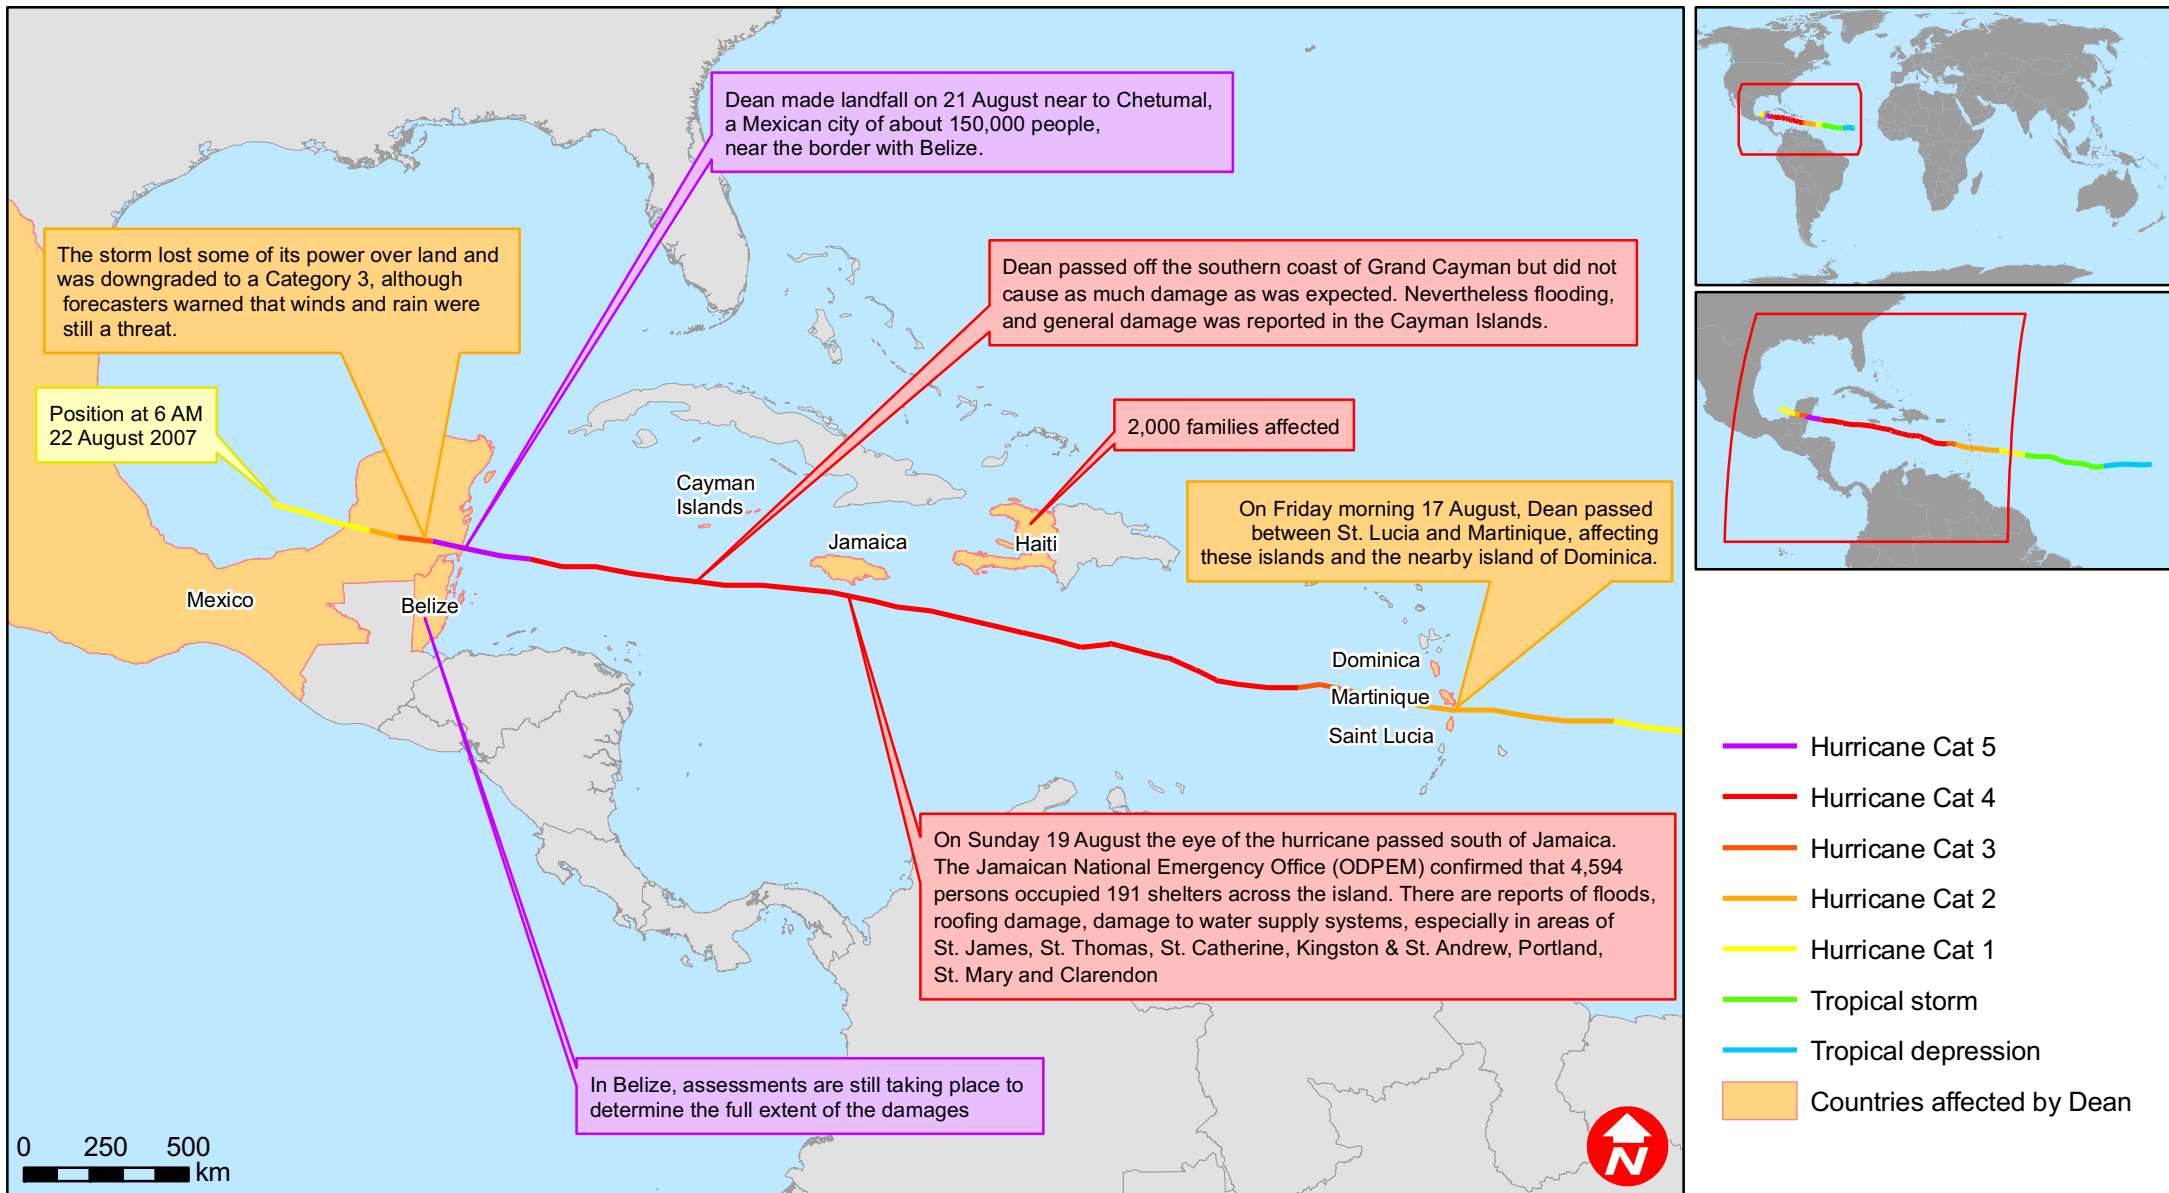 Dean made landfall on 21 August near to Chetumal,
a Mexican city of about 150,000 people,
near the border with Belize.
The storm lost some of its power over land and
was downgraded to a Category 3, although
forecasters warned that winds and rain were
still a threat.
Dean passed off the southern coast of Grand Cayman but did not
cause as much damage as was expected. Nevertheless flooding,
and general damage was reported in the Cayman Islands.
Position at 6 AM
22 August 2007
2,000 families affected
Cayman
Islands
On Friday morning 17 August, Dean passed
between St. Lucia and Martinique, affecting
these islands and the nearby island of Dominica.
Jamaica
Haiti
Mexico
Belize
Dominica
Martinique
Saint Lucia
On Sunday 19 August the eye of the hurricane passed south of Jamaica.
The Jamaican National Emergency Office (ODPEM) confirmed that 4,594
persons occupied 191 shelters across the island. There are reports of floods,
roofing damage, damage to water supply systems, especially in areas of
St. James, St. Thomas, St. Catherine, Kingston & St. Andrew, Portland,
St. Mary and Clarendon
In Belize, assessments are still taking place to
determine the full extent of the damages
0 250 500
km
N
Hurricane Cat 5
Hurricane Cat 4
Hurricane Cat 3
Hurricane Cat 2
Hurricane Cat 1
Tropical storm
Tropical depression
Countries affected by Dean